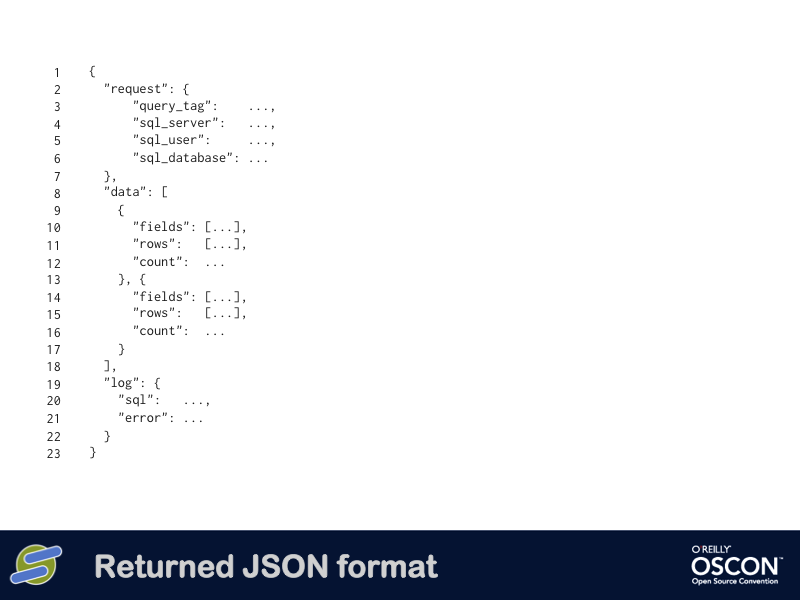 1 {
2   "request": {
3       "query_tag":    ...,
4       "sql_server":   ...,
5       "sql_user":     ...,
6       "sql_database": ...
7   },
8   "data": [
9     {
10       "fields": [...],
11       "rows":   [...],
12       "count":  ...
13     }, {
14       "fields": [...],
15       "rows":   [...],
16       "count":  ...
17     }
18   ],
19   "log": {
20     "sql":   ...,
21     "error": ...
22   }
23 }
Returned JSON format
O'REILLY
OSCON™
Open Source Convention